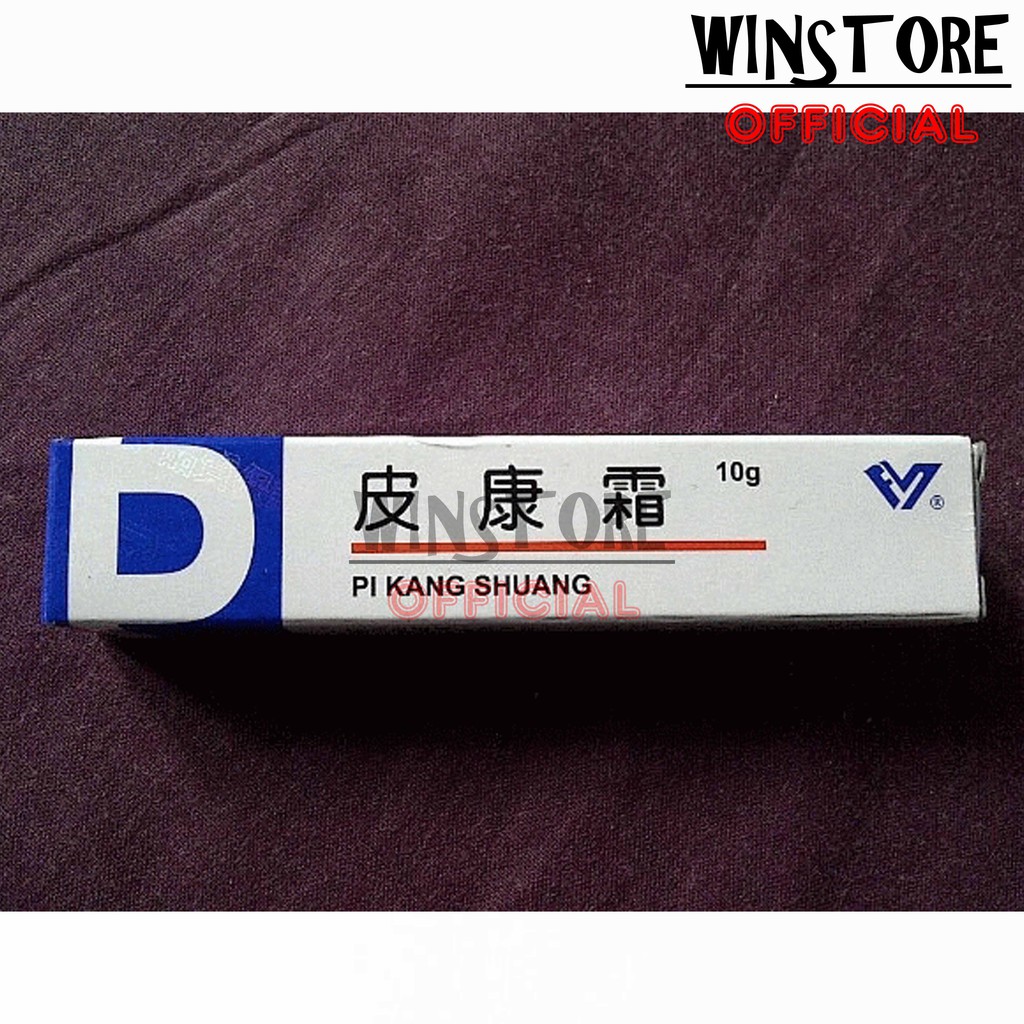 WINSTORE
OFFICIAL
D
皮康霜 10g
WINSTORE
PI KANG SHUANG
OFFICIAL